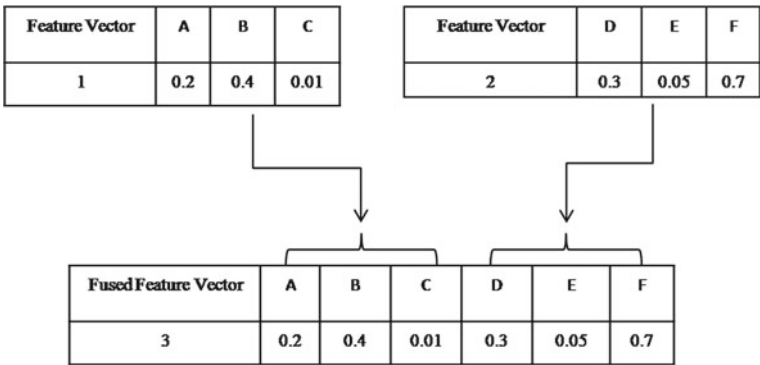 Feature Vector A B C
1 0.2 0.4 0.01
Feature Vector D E F
2 0.3 0.05 0.7
Fused Feature Vector A B C D E F
3 0.2 0.4 0.01 0.3 0.05 0.7